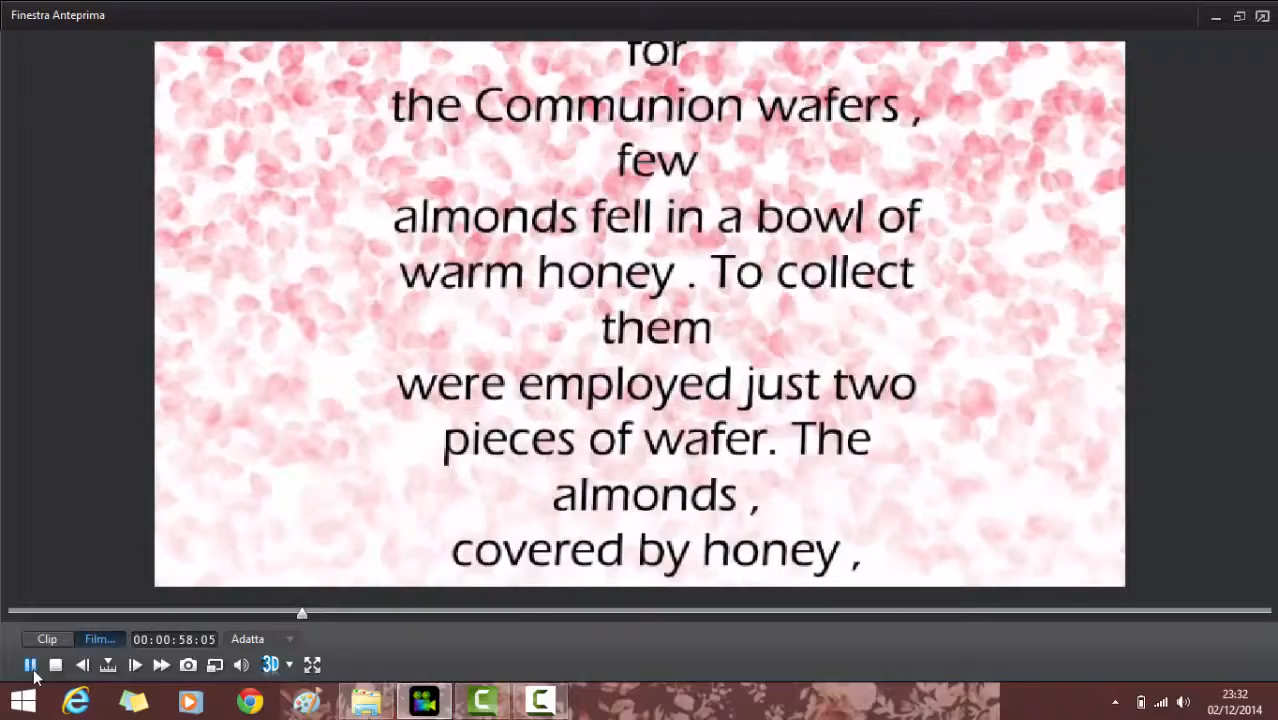 Finestra Anteprima
for
the Communion wafers ,
few
almonds fell in a bowl of
warm honey . To collect
them
were employed just two
pieces of wafer. The
almonds ,
covered by honey ,
Clip
Film...
00:00:58:05
Adatta
3D
23:32
02/12/2014